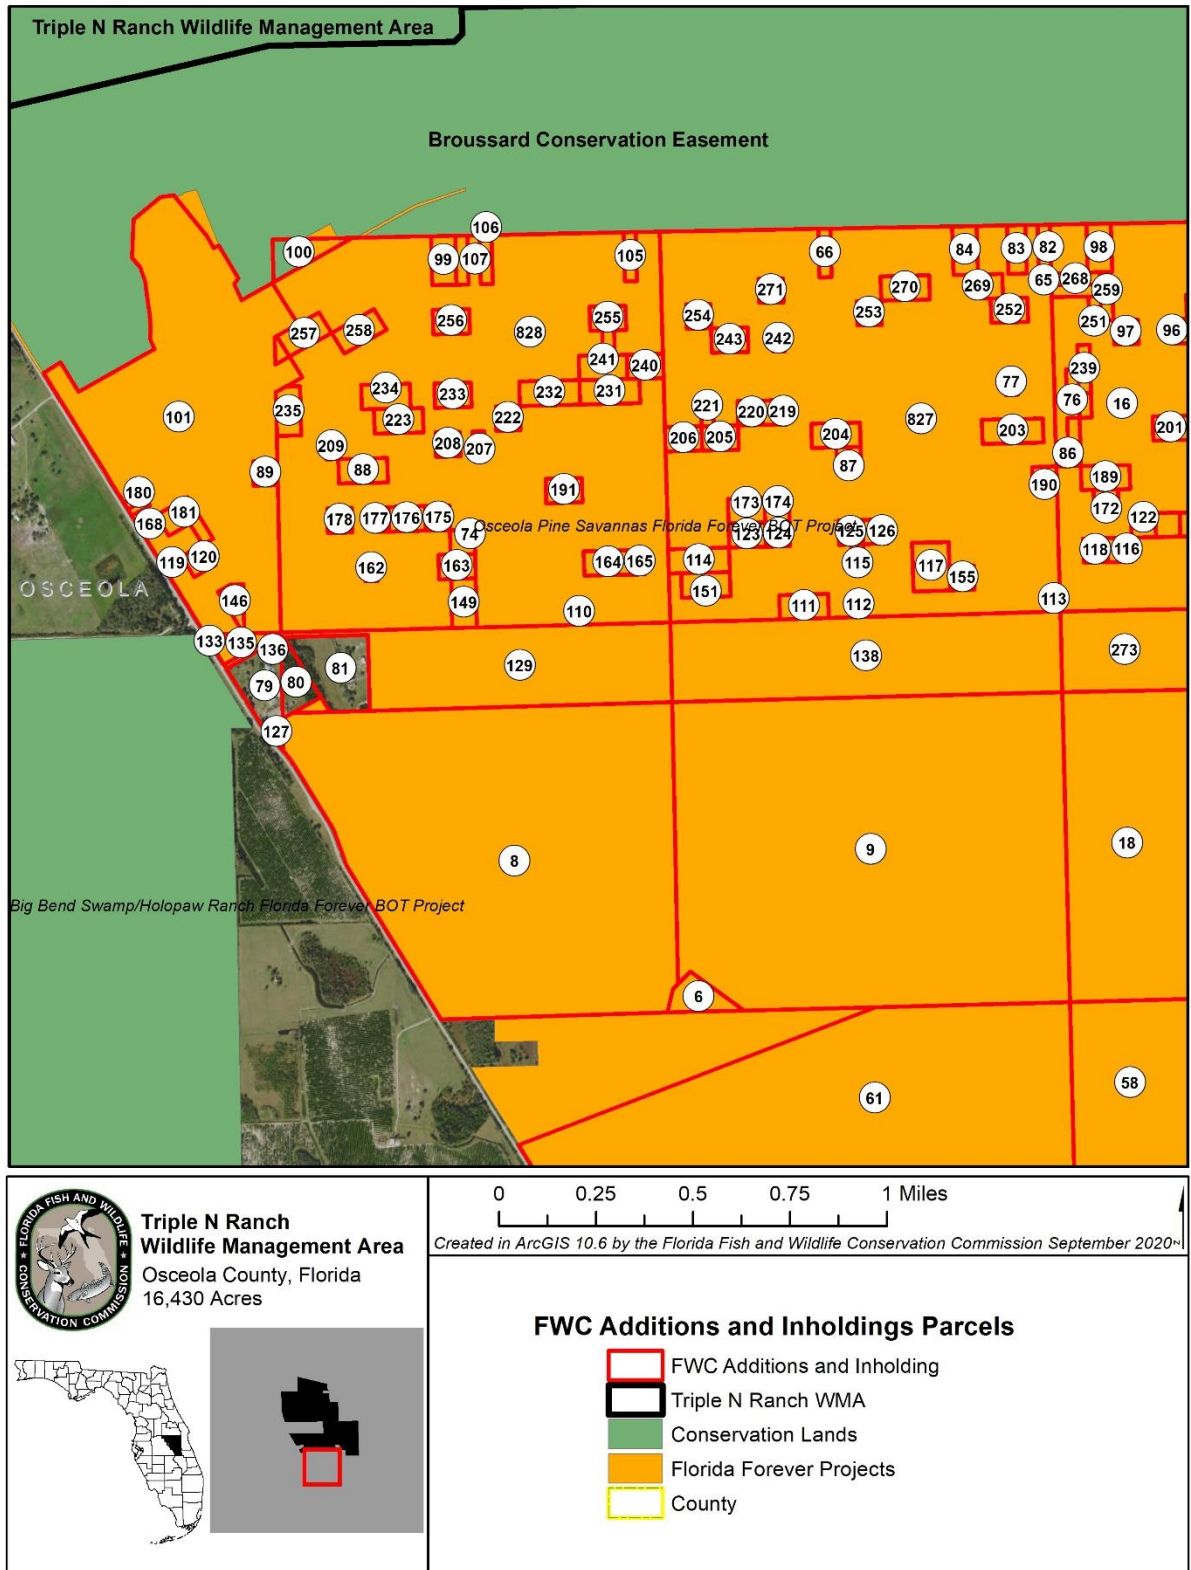 Triple N Ranch Wildlife Management Area
Broussard Conservation Easement
106
100 99 107 105 66 84 83 82 98
271 270 269 65 268 259
257 258 256 828 255 254 243 242 253 252 251 97 96
241 240
101 235 234 233 232 231 77 239 76 16
223 222 221 220 219 204 827 203 201
209 208 207 206 205 87 86
180 89 88 191 190 189
168 181 178 177 176 175 173 174 172 122
Osceola Pine Savannas Florida Forever BOT Project
74 123 124 125 126
119 120 162 163 164 165 114 115 117 155 118 116
OSCEOLA
146 149 110 151 111 112 113
133 135 136 129 138 273
79 80 81
127
8 9 18
Big Bend Swamp/Holopaw Ranch Florida Forever BOT Project
6
61 58
FLORIDA FISH AND WILDLIFE
CONSERVATION COMMISSION
Triple N Ranch
Wildlife Management Area
Osceola County, Florida
16,430 Acres
0 0.25 0.5 0.75 1 Miles
Created in ArcGIS 10.6 by the Florida Fish and Wildlife Conservation Commission September 2020
FWC Additions and Inholdings Parcels
FWC Additions and Inholding
Triple N Ranch WMA
Conservation Lands
Florida Forever Projects
County